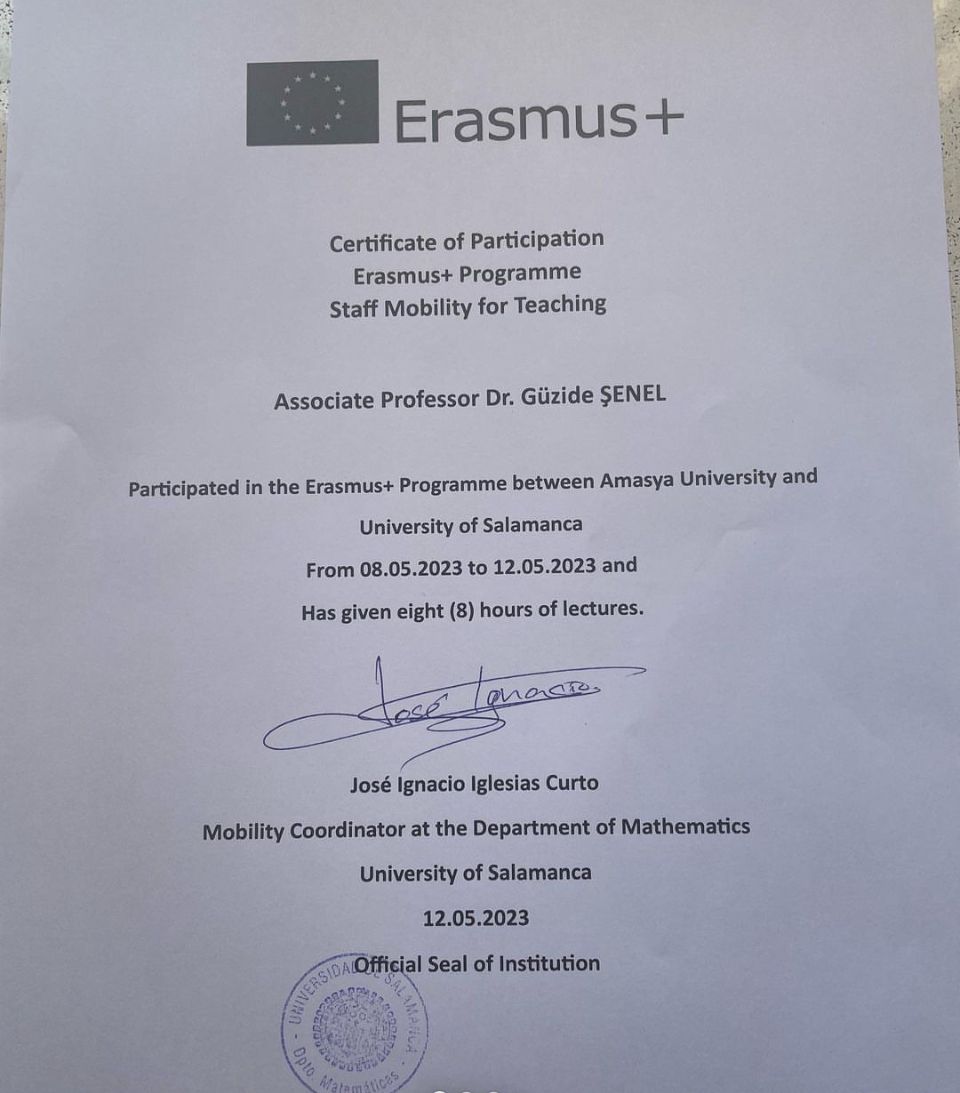 Erasmus+
Certificate of Participation
Erasmus+ Programme
Staff Mobility for Teaching
Associate Professor Dr. Güzide ŞENEL
Participated in the Erasmus+ Programme between Amasya University and
University of Salamanca
From 08.05.2023 to 12.05.2023 and
Has given eight (8) hours of lectures.
José Ignacio
José Ignacio Iglesias Curto
Mobility Coordinator at the Department of Mathematics
University of Salamanca
12.05.2023
Official Seal of Institution
UNIVERSIDAD DE SALAMANCA
Dpto. Matemáticas